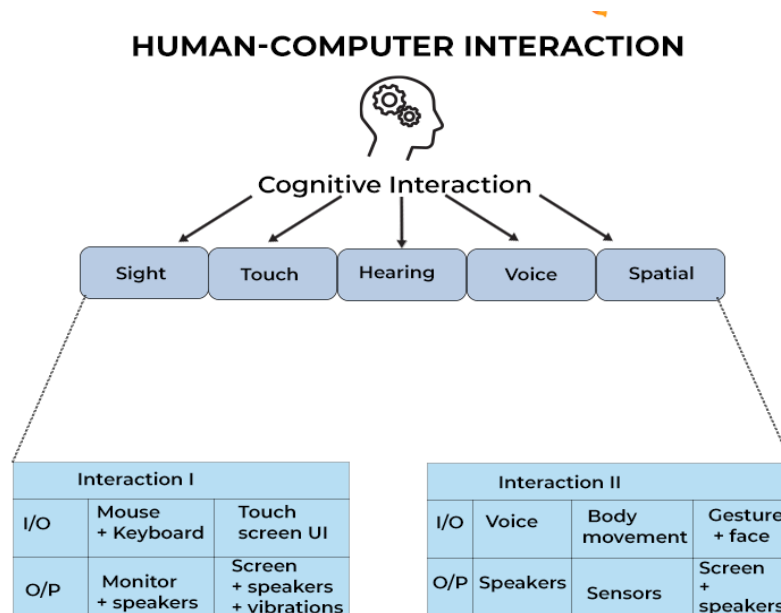 HUMAN-COMPUTER INTERACTION
Cognitive Interaction
Sight
Touch
Hearing
Voice
Spatial
Interaction I
I/O
Mouse
+ Keyboard
Touch
screen UI
O/P
Monitor
+ speakers
Screen
+ speakers
+ vibrations
Interaction II
I/O
Voice
Body
movement
Gesture
+ face
O/P
Speakers
Sensors
Screen
+
speakers